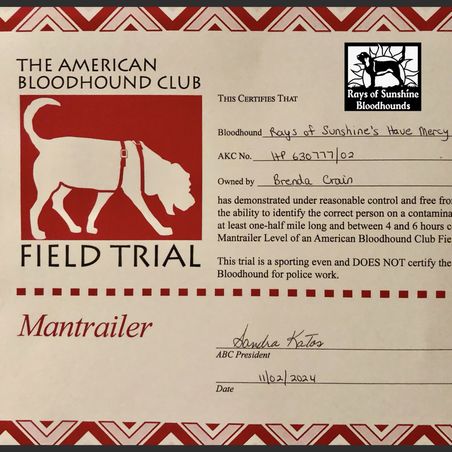 THE AMERICAN
BLOODHOUND CLUB
FIELD TRIAL
Rays of Sunshine
Bloodhounds
THIS CERTIFIES THAT
Bloodhound Rays of Sunshine's Have Mercy
AKC No. HP 630777/02
Owned by Brenda Crain
has demonstrated under reasonable control and free from
the ability to identify the correct person on a contamina
at least one-half mile long and between 4 and 6 hours
Mantrailer Level of an American Bloodhound Club Fie
This trial is a sporting event and DOES NOT certify the
Bloodhound for police work.
Mantrailer
Sandra Katos
ABC President
11/02/2024
Date